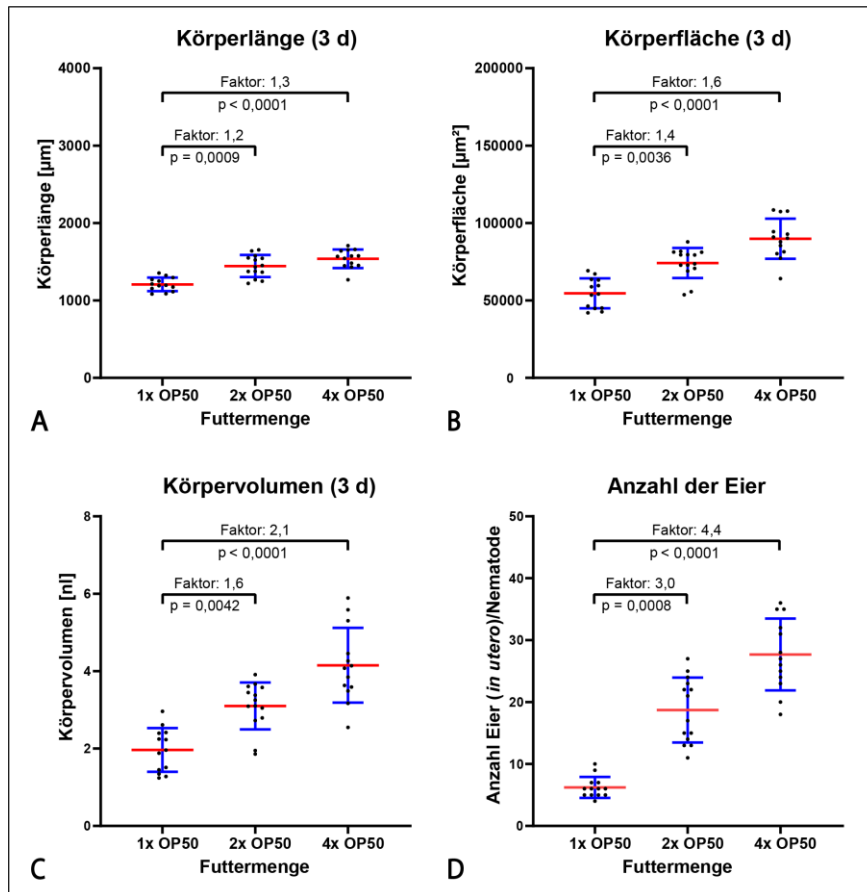 Körperlänge (3 d)
4000
3000
2000
1000
0
Körperlänge [µm]
Faktor: 1,3
p < 0,0001
Faktor: 1,2
p = 0,0009
1x OP50 2x OP50 4x OP50
Futtermenge
A
Körperfläche (3 d)
200000
150000
100000
50000
0
Körperfläche [µm²]
Faktor: 1,6
p < 0,0001
Faktor: 1,4
p = 0,0036
1x OP50 2x OP50 4x OP50
Futtermenge
B
Körpervolumen (3 d)
8
6
4
2
0
Körpervolumen [nl]
Faktor: 2,1
p < 0,0001
Faktor: 1,6
p = 0,0042
1x OP50 2x OP50 4x OP50
Futtermenge
C
Anzahl der Eier
50
40
30
20
10
0
Anzahl Eier (in utero)/Nematode
Faktor: 4,4
p < 0,0001
Faktor: 3,0
p = 0,0008
1x OP50 2x OP50 4x OP50
Futtermenge
D